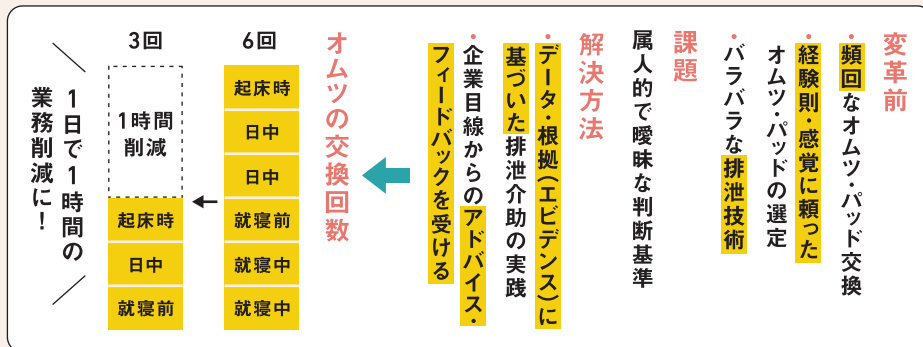 変革前
・頻回なオムツ・パッド交換
・経験則・感覚に頼った
オムツ・パッドの選定
・バラバラな排泄技術
課題
属人的で曖昧な判断基準
解決方法
・データ・根拠(エビデンス)に
基づいた排泄介助の実践
・企業目線からのアドバイス・
フィードバックを受ける
オムツの交換回数
6回
起床時
日中
日中
就寝前
就寝中
就寝中
3回
1時間
削減
起床時
日中
就寝前
1日で1時間の
業務削減に!